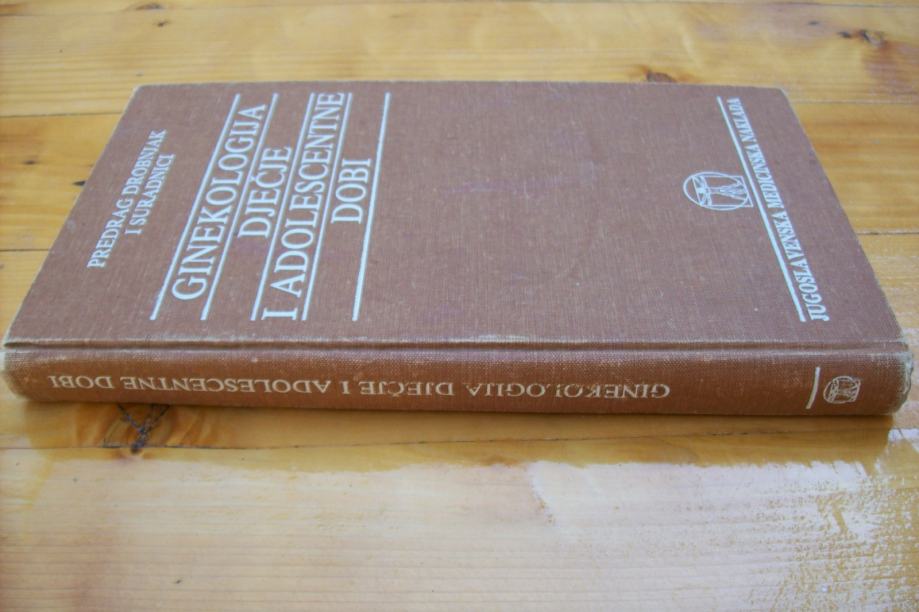 PREDRAG DROBNJAK
I SURADNICI
GINEKOLOGIJA
DJEČJE
I ADOLESCENTNE
DOBI
JUGOSLAVENSKA MEDICINSKA NAKLADA
GINEKOLOGIJA DJEČJE I ADOLESCENTNE DOBI